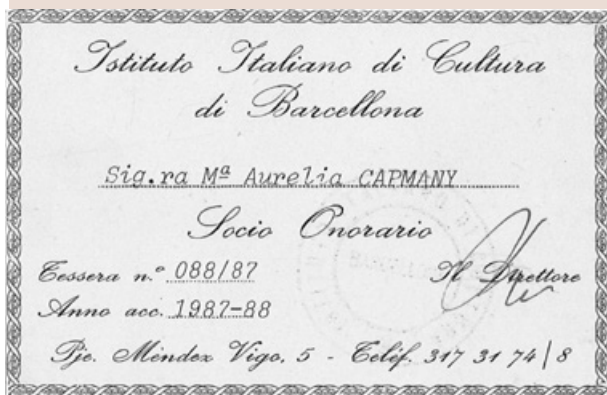 Istituto Italiano di Cultura
di Barcellona
Sig.ra Mª Aurelia CAPMANY
Socio Onorario
Tessera n.º 088/87 Il Direttore
Anno acc. 1987-88
Pje. Méndez Vigo, 5 - Teléf. 317 31 74 | 8